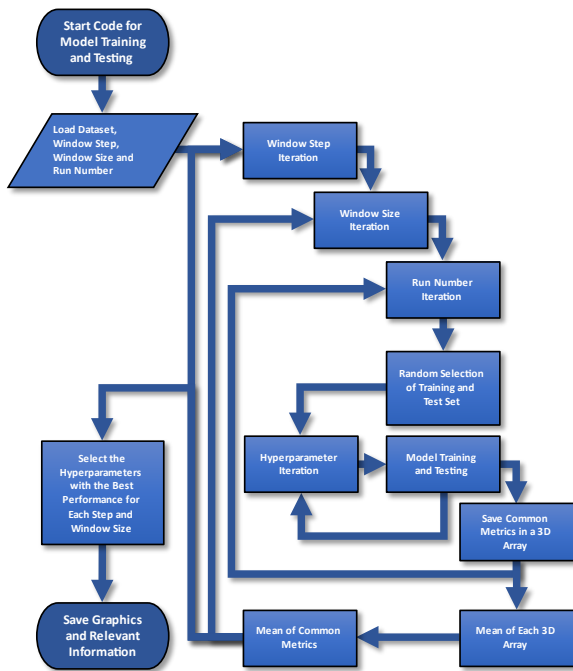 Start Code for
Model Training
and Testing
Load Dataset,
Window Step,
Window Size and
Run Number
Window Step
Iteration
Window Size
Iteration
Run Number
Iteration
Random Selection
of Training and
Test Set
Hyperparameter
Iteration
Model Training
and Testing
Select the
Hyperparameters
with the Best
Performance for
Each Step and
Window Size
Save Common
Metrics in a 3D
Array
Mean of Each 3D
Array
Mean of Common
Metrics
Save Graphics
and Relevant
Information